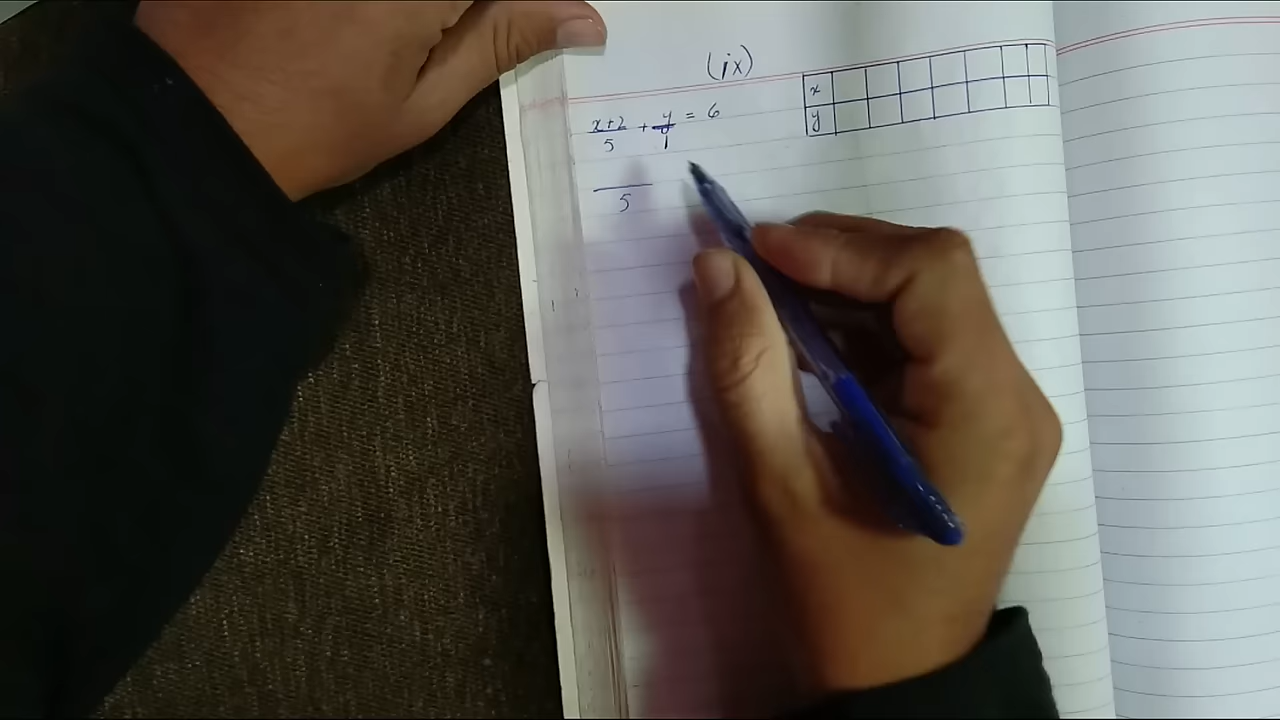 (ix)
x+2/5 + y/1 = 6
/5
x
y